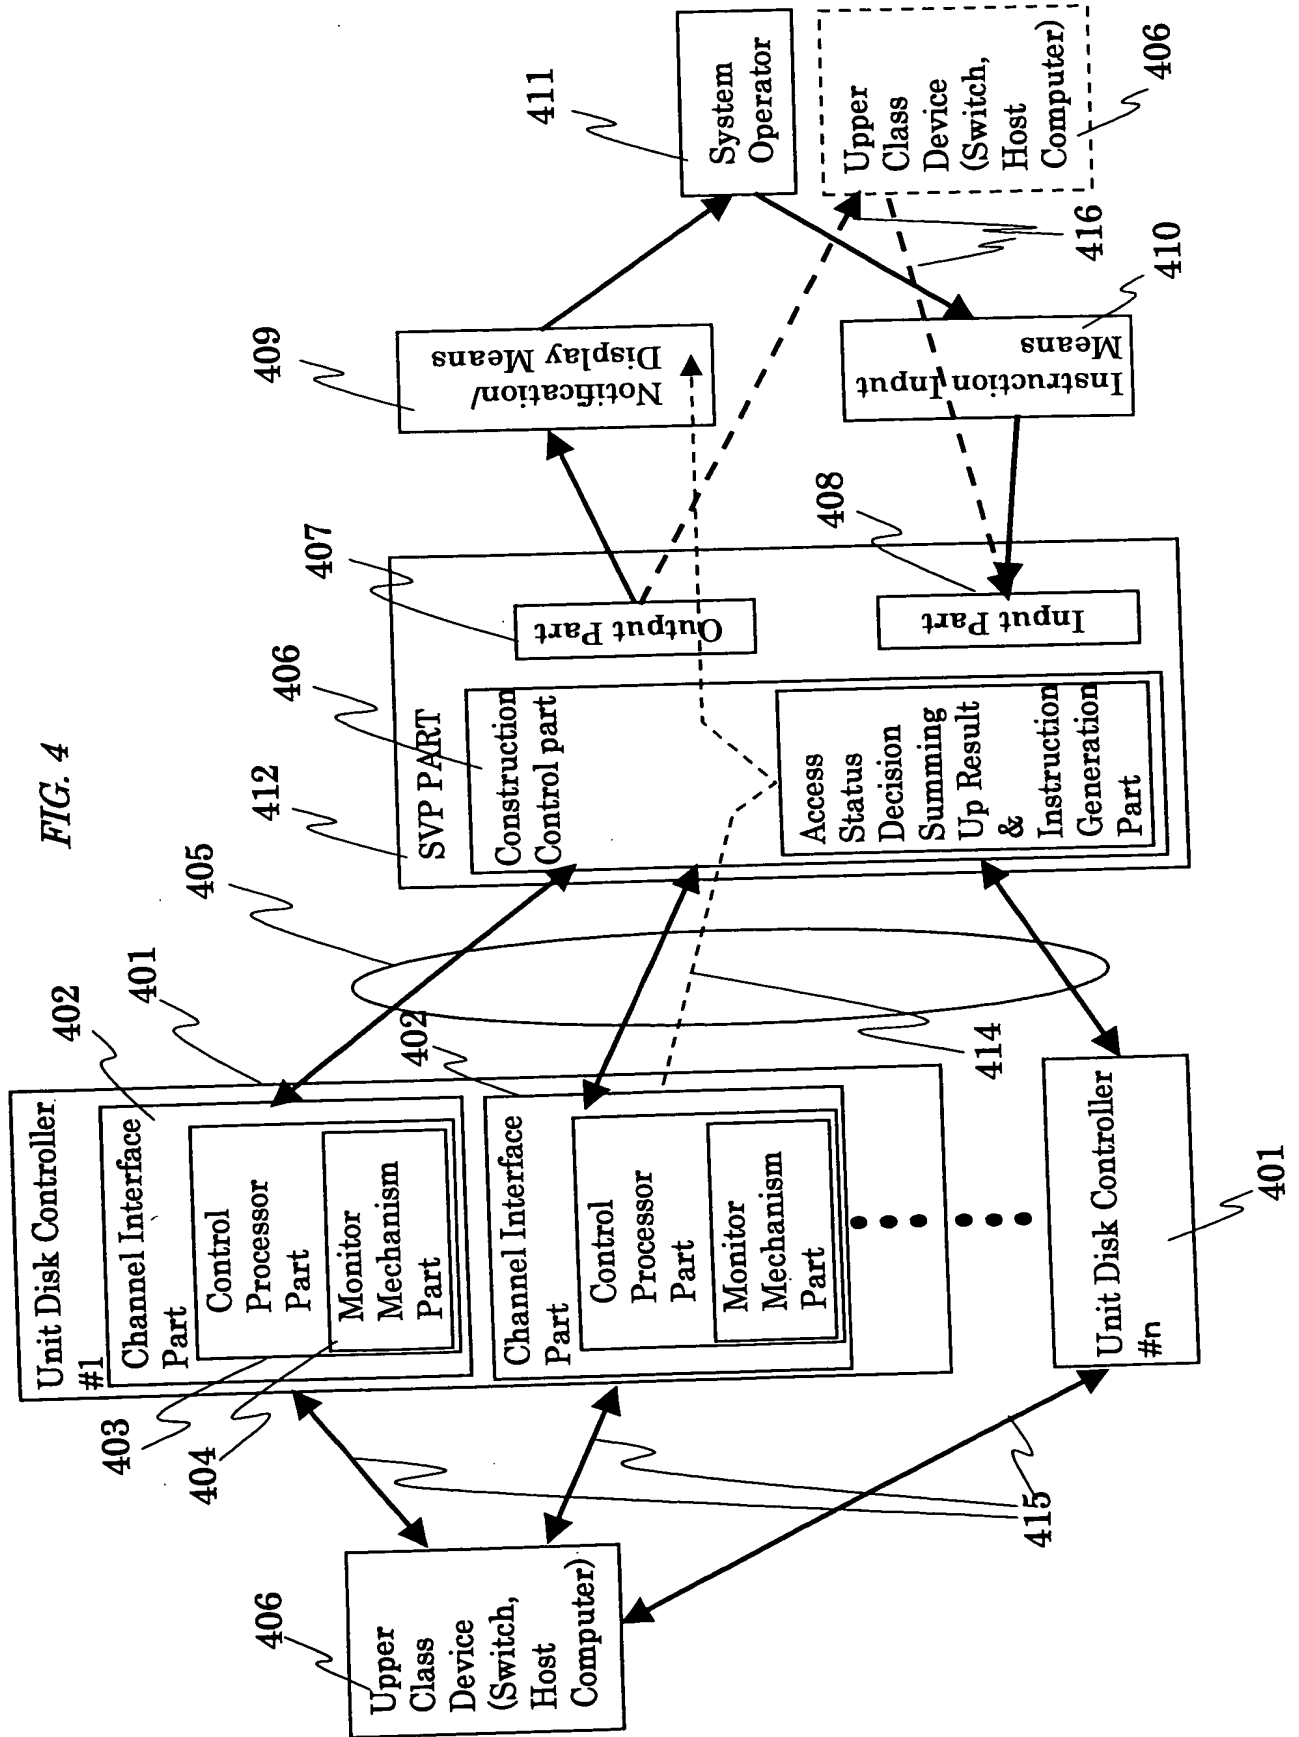 FIG. 4
406
Upper
Class
Device
(Switch,
Host
Computer)
415
403
404
Unit Disk Controller
#1
402
401
Channel Interface
Part
Control
Processor
Part
Monitor
Mechanism
Part
402
Channel Interface
Part
Control
Processor
Part
Monitor
Mechanism
Part
Unit Disk Controller
#n
401
405
414
412
406
SVP PART
Construction
Control part
Access
Status
Decision
Summing
Up Result
&
Instruction
Generation
Part
407
Output Part
408
Input Part
409
Notification/
Display Means
410
Instruction Input
Means
411
System
Operator
Upper
Class
Device
(Switch,
Host
Computer)
406
416